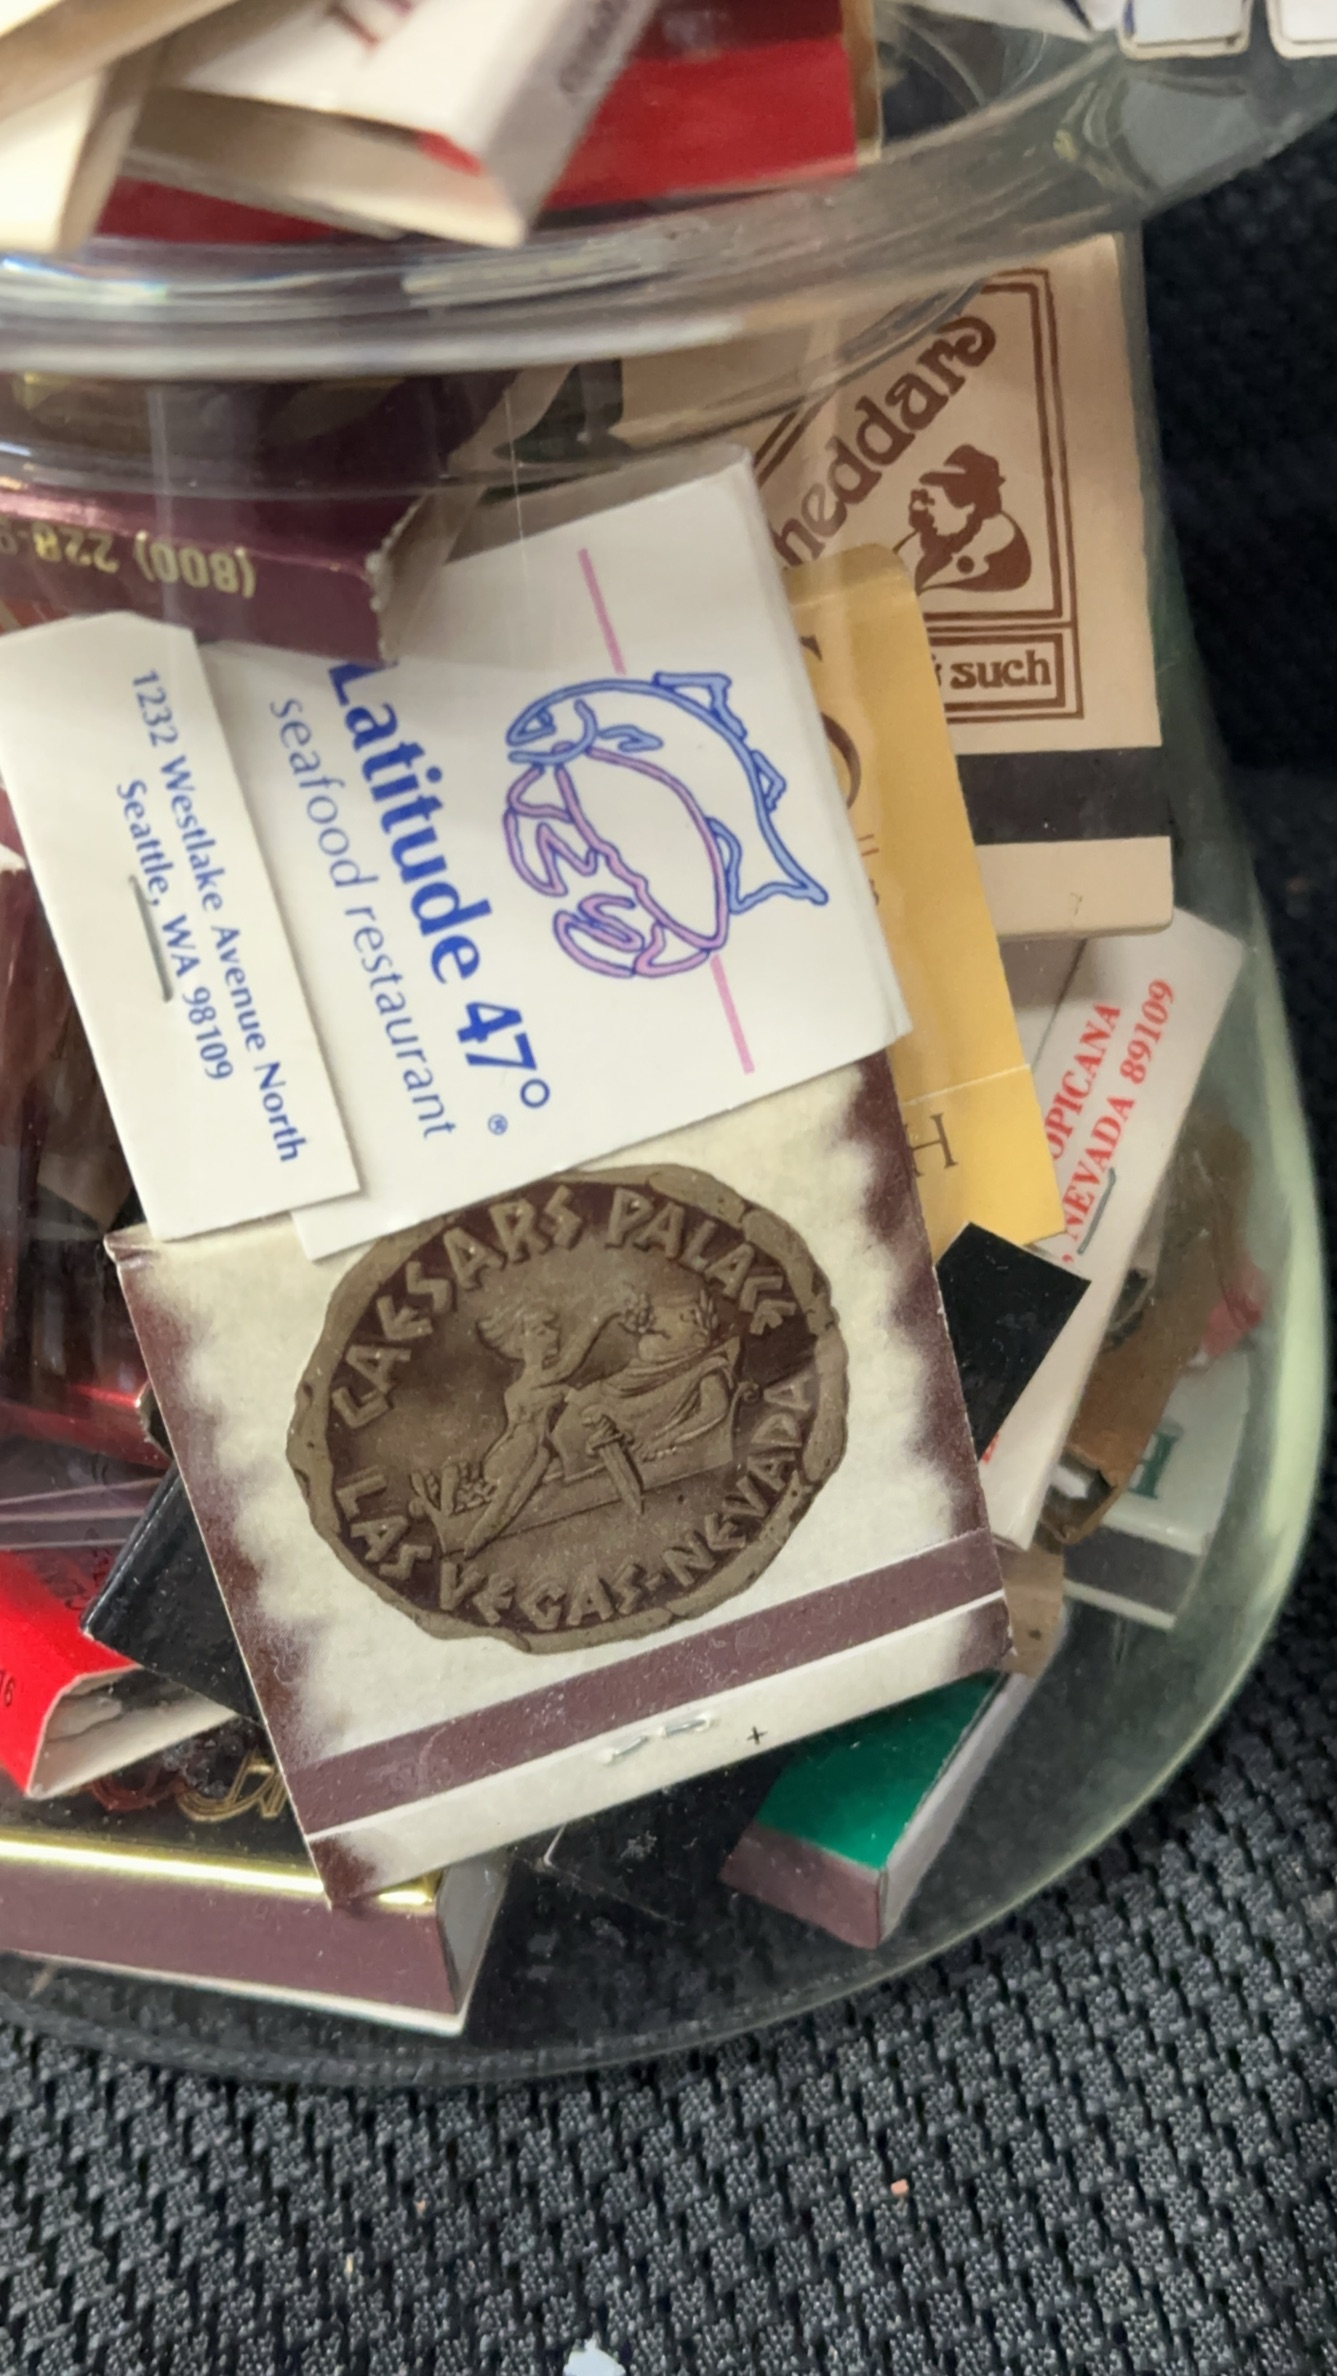 heddars
& such
(800) 228-9
Latitude 47°®
seafood restaurant
1232 Westlake Avenue North
Seattle, WA 98109
H
OPICANA
, NEVADA 89109
CAESARS PALACE
LAS VEGAS-NEVADA
+